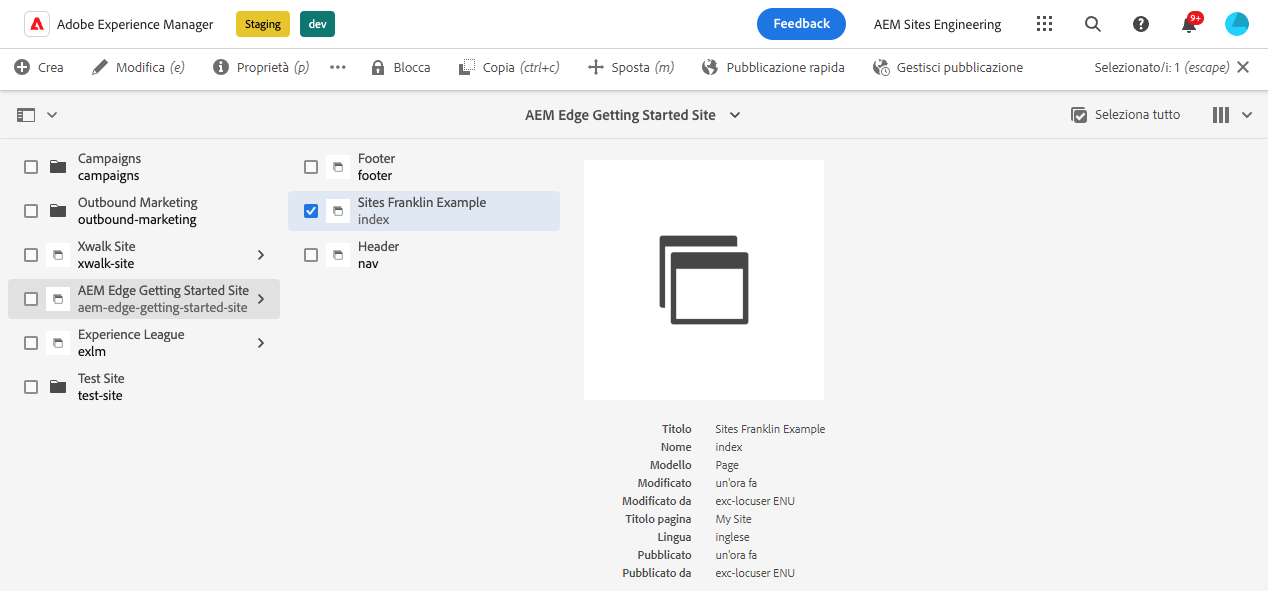 Adobe Experience Manager Staging dev Feedback AEM Sites Engineering 9+
Crea Modifica (e) Proprietà (p) Blocca Copia (ctrl+c) Sposta (m) Pubblicazione rapida Gestisci pubblicazione Selezionato/i: 1 (escape)
AEM Edge Getting Started Site Seleziona tutto
Campaigns
campaigns
Outbound Marketing
outbound-marketing
Xwalk Site
xwalk-site
AEM Edge Getting Started Site
aem-edge-getting-started-site
Experience League
exlm
Test Site
test-site
Footer
footer
Sites Franklin Example
index
Header
nav
Titolo Sites Franklin Example
Nome index
Modello Page
Modificato un'ora fa
Modificato da exc-locuser ENU
Titolo pagina My Site
Lingua inglese
Pubblicato un'ora fa
Pubblicato da exc-locuser ENU